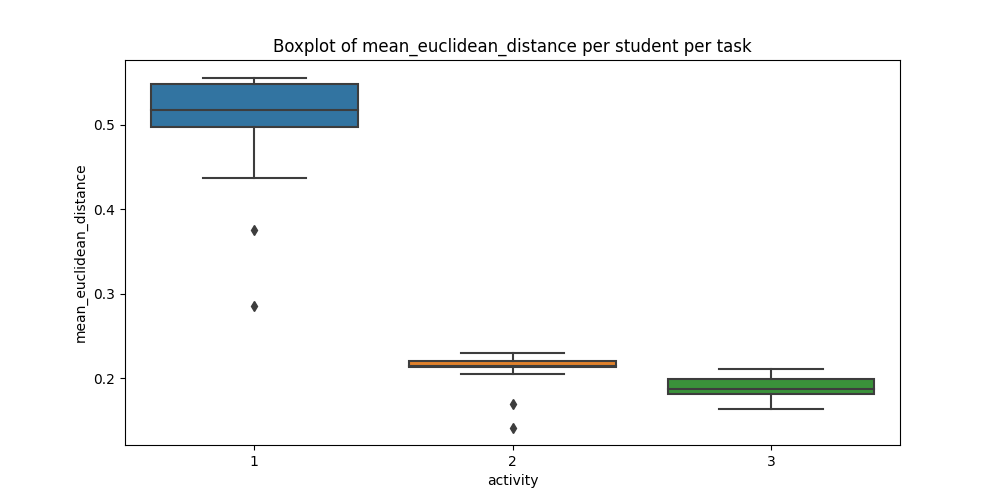 Boxplot of mean_euclidean_distance per student per task
mean_euclidean_distance
0.5
0.4
0.3
0.2
1 2 3
activity